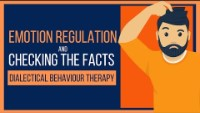 EMOTION REGULATION
AND
CHECKING THE FACTS
DIALECTICAL BEHAVIOUR THERAPY